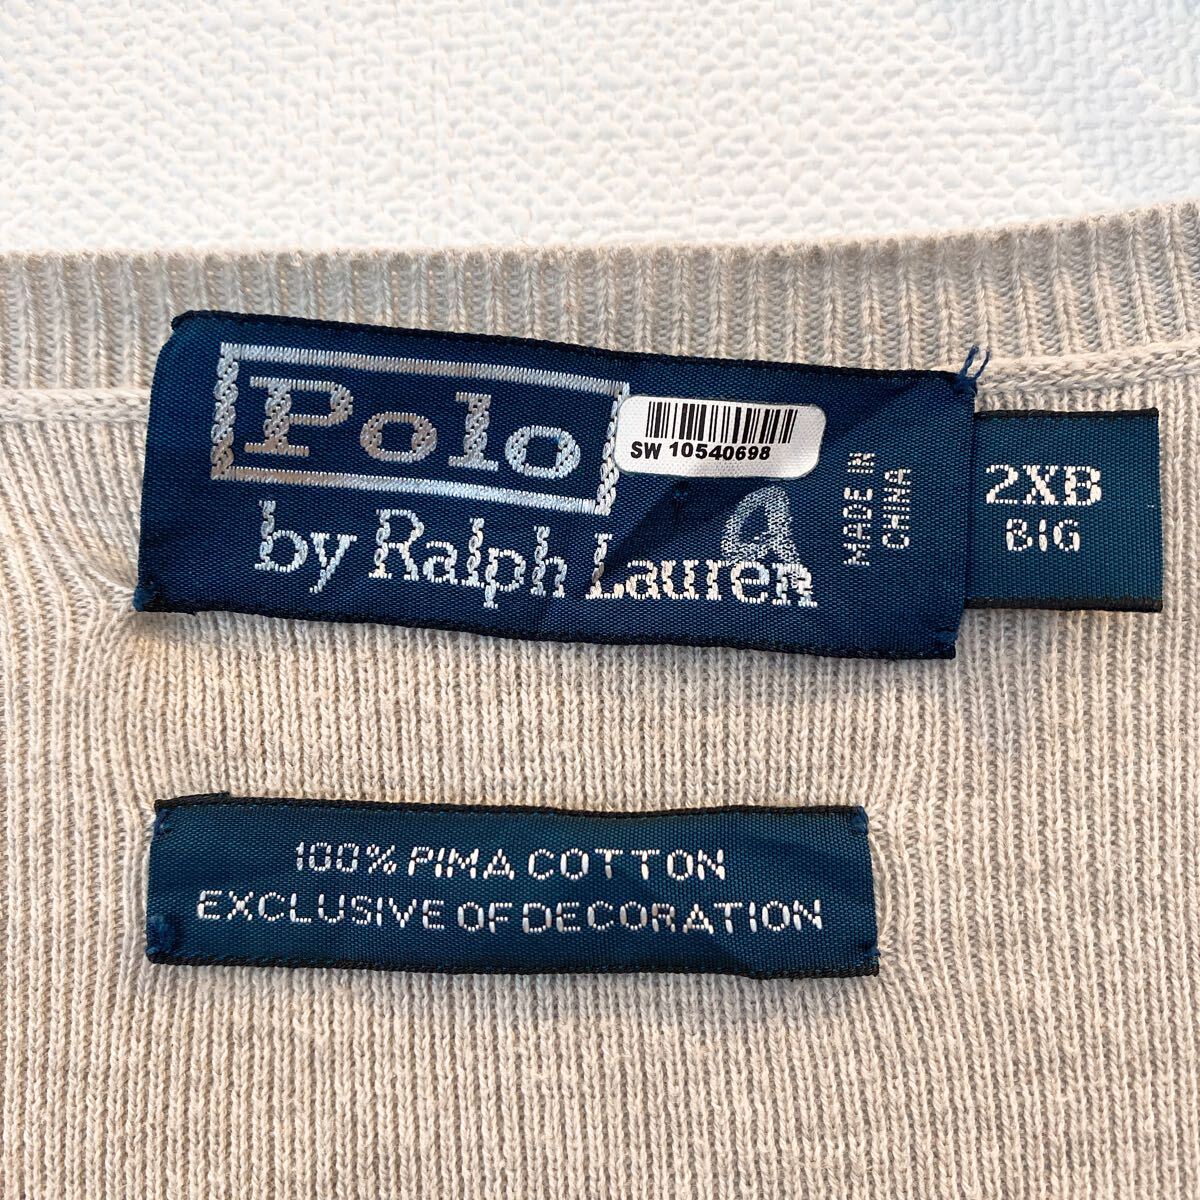 Polo
by Ralph Lauren
SW 10540698
MADE IN
CHINA
2XB
BIG
100% PIMA COTTON
EXCLUSIVE OF DECORATION